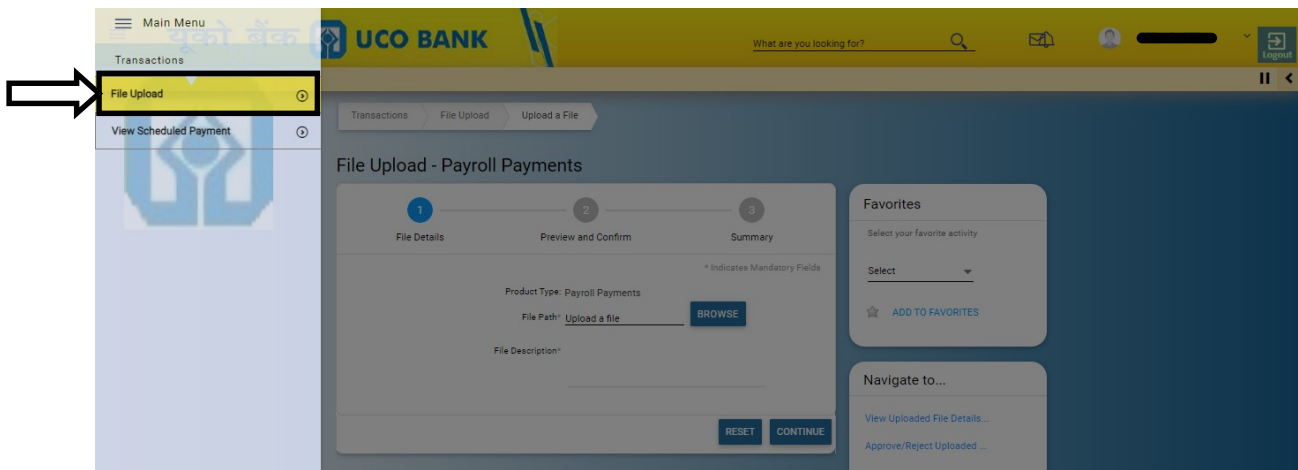 Main Menu
यूको बैंक UCO BANK
What are you looking for?
Logout
Transactions
File Upload
View Scheduled Payment
Transactions File Upload Upload a File
File Upload - Payroll Payments
1 2 3
File Details Preview and Confirm Summary
* Indicates Mandatory Fields
Product Type: Payroll Payments
File Path* Upload a file BROWSE
File Description*
RESET CONTINUE
Favorites
Select your favorite activity
Select
ADD TO FAVORITES
Navigate to...
View Uploaded File Details...
Approve/Reject Uploaded ...